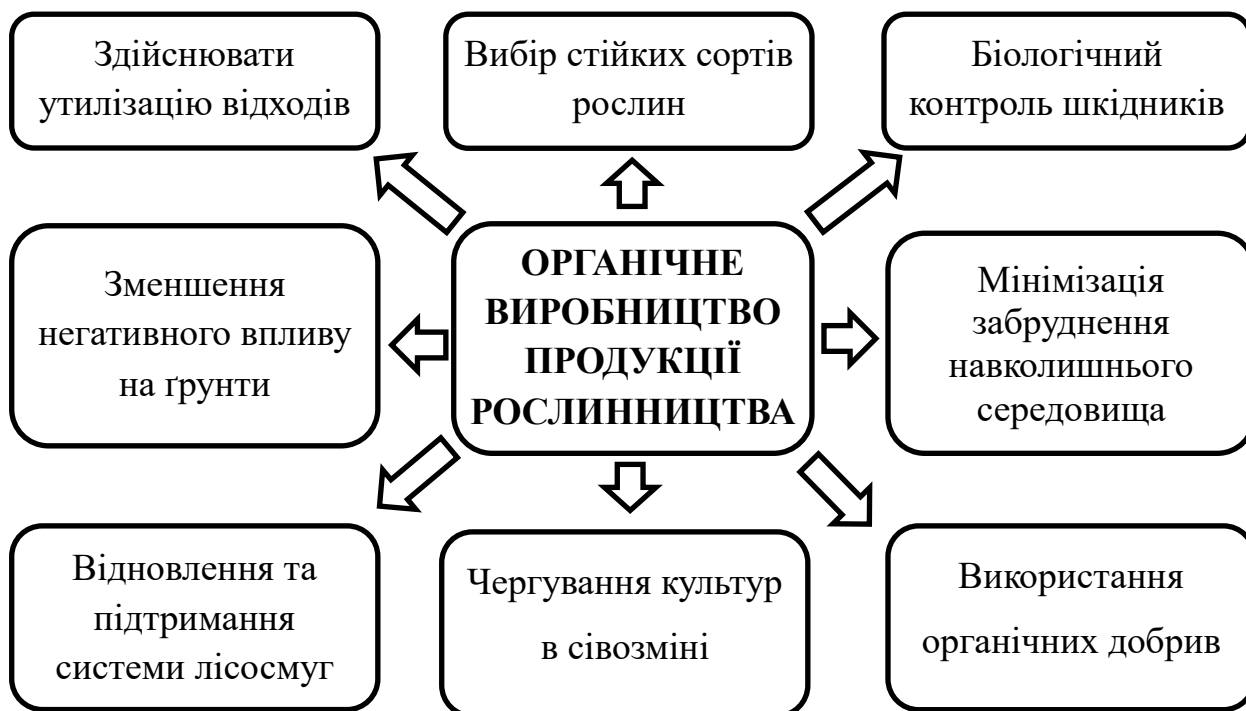 Здійснювати
утилізацію відходів
Вибір стійких сортів
рослин
Біологічний
контроль шкідників
Зменшення
негативного впливу
на ґрунти
ОРГАНІЧНЕ
ВИРОБНИЦТВО
ПРОДУКЦІЇ
РОСЛИННИЦТВА
Мінімізація
забруднення
навколишнього
середовища
Відновлення та
підтримання
системи лісосмуг
Чергування культур
в сівозміні
Використання
органічних добрив